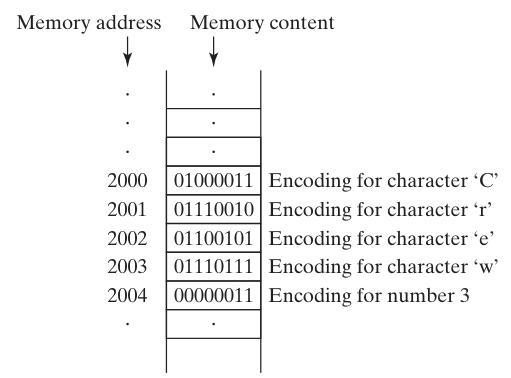 Memory address Memory content
. .
. .
. .
2000 01000011 Encoding for character ‘C’
2001 01110010 Encoding for character ‘r’
2002 01100101 Encoding for character ‘e’
2003 01110111 Encoding for character ‘w’
2004 00000011 Encoding for number 3
. .